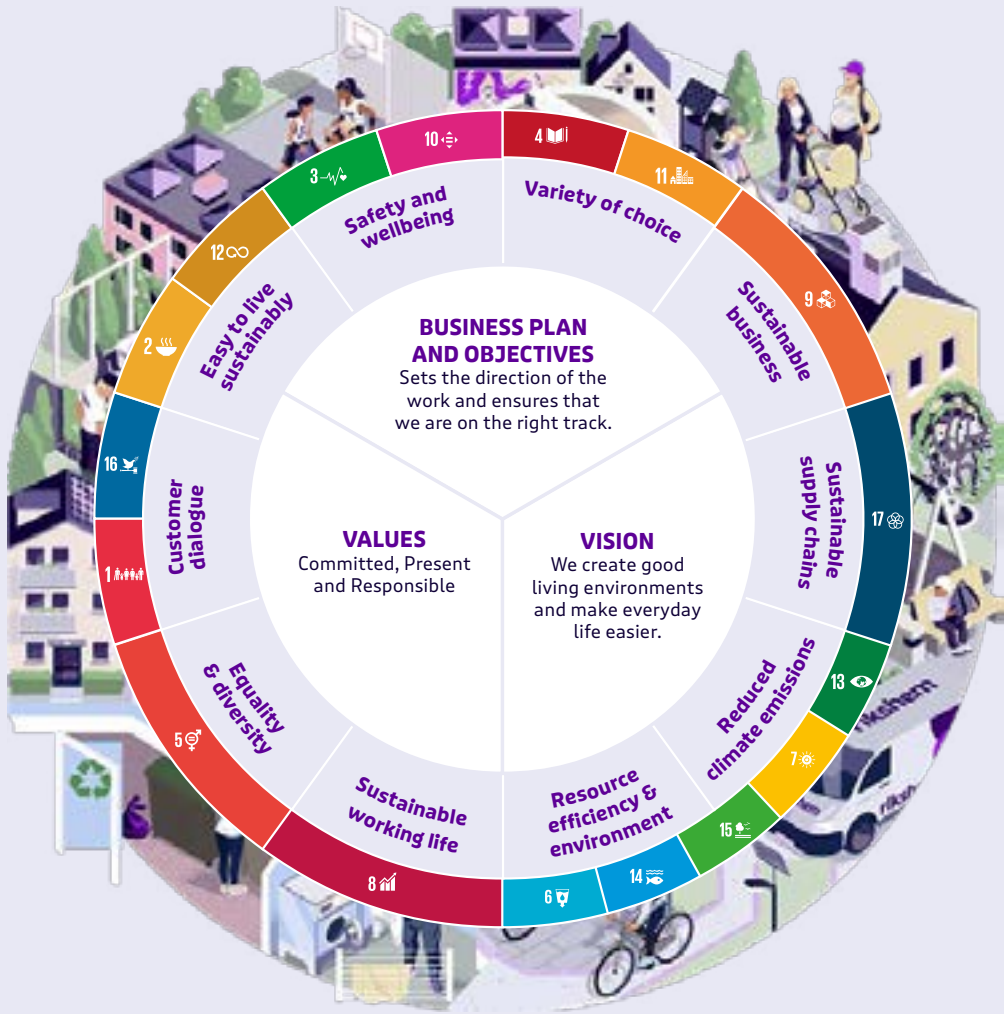 BUSINESS PLAN
AND OBJECTIVES
Sets the direction of the
work and ensures that
we are on the right track.
VALUES
Committed, Present
and Responsible
VISION
We create good
living environments
and make everyday
life easier.
Variety of choice
Sustainable
business
Sustainable
supply chains
Reduced
climate emissions
Resource
efficiency &
environment
Sustainable
working life
Equality
& diversity
Customer
dialogue
Easy to live
sustainably
Safety and
wellbeing
4
11
9
17
13
7
15
14
6
8
5
1
16
2
12
3
10
rikshem